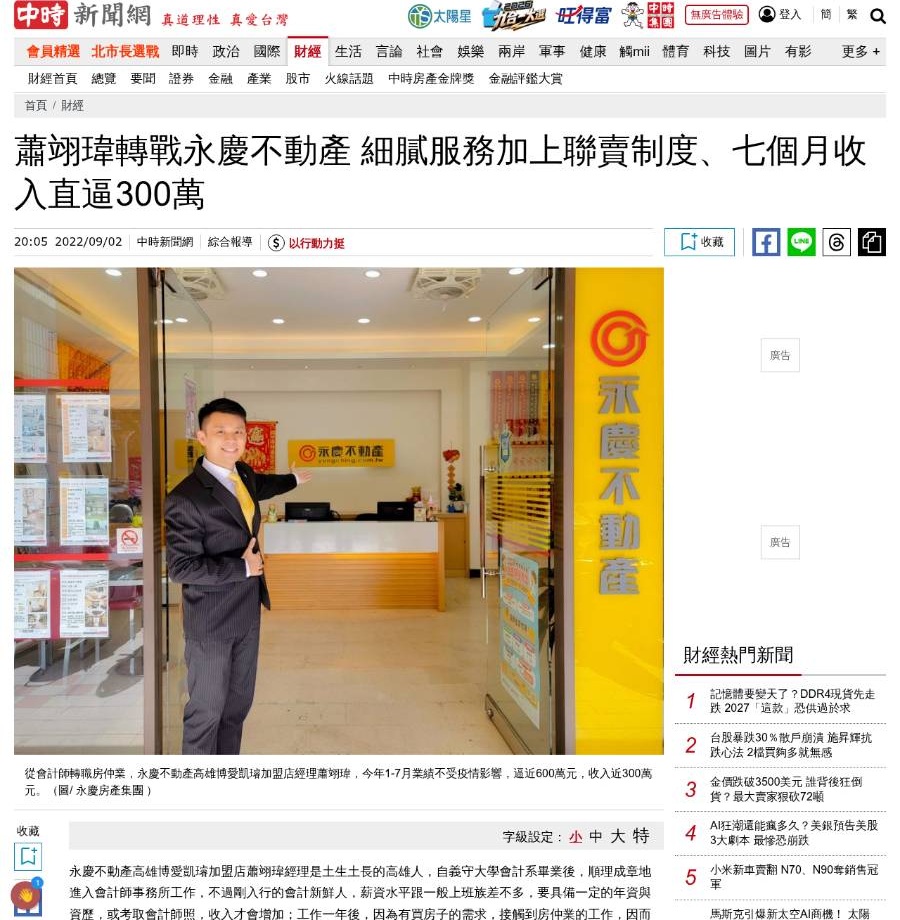 中時 新聞網 真道理性 真愛台灣
太陽星
旺得富
中時集團
無廣告體驗
登入
簡 繁
會員精選 北市長選戰 即時 政治 國際 財經 生活 言論 社會 娛樂 兩岸 軍事 健康 觸mii 體育 科技 圖片 有影 更多 +
財經首頁 總覽 要聞 證券 金融 產業 股市 火線話題 中時房產金牌獎 金融評鑑大賞
首頁 / 財經
蕭翊瑋轉戰永慶不動產 細膩服務加上聯賣制度、七個月收
入直逼300萬
20:05 2022/09/02 中時新聞網 綜合報導 $ 以行動力挺
收藏
LINE
永慶不動產
永慶不動產
yungching.com.tw
從會計師轉職房仲業，永慶不動產高雄博愛凱瑄加盟店經理蕭翊瑋，今年1-7月業績不受疫情影響，逼近600萬元，收入近300萬
元。（圖/ 永慶房產集團 ）
收藏
1
字級設定： 小 中 大 特
永慶不動產高雄博愛凱瑄加盟店蕭翊瑋經理是土生土長的高雄人，自義守大學會計系畢業後，順理成章地
進入會計師事務所工作，不過剛入行的會計新鮮人，薪資水平跟一般上班族差不多，要具備一定的年資與
資歷，或考取會計師照，收入才會增加；工作一年後，因為有買房子的需求，接觸到房仲業的工作，因而
廣告
廣告
財經熱門新聞
1 記憶體要變天了？DDR4現貨先走
跌 2027「這款」恐供過於求
2 台股暴跌30％散戶崩潰 施昇輝抗
跌心法 2檔買夠多就無感
3 金價跌破3500美元 誰背後狂倒
貨？最大賣家狠砍72噸
4 AI狂潮還能瘋多久？美銀預告美股
3大劇本 最慘恐崩跌
5 小米新車賣翻 N70、N90奪銷售冠
軍
馬斯克引爆新太空AI商機！ 太陽